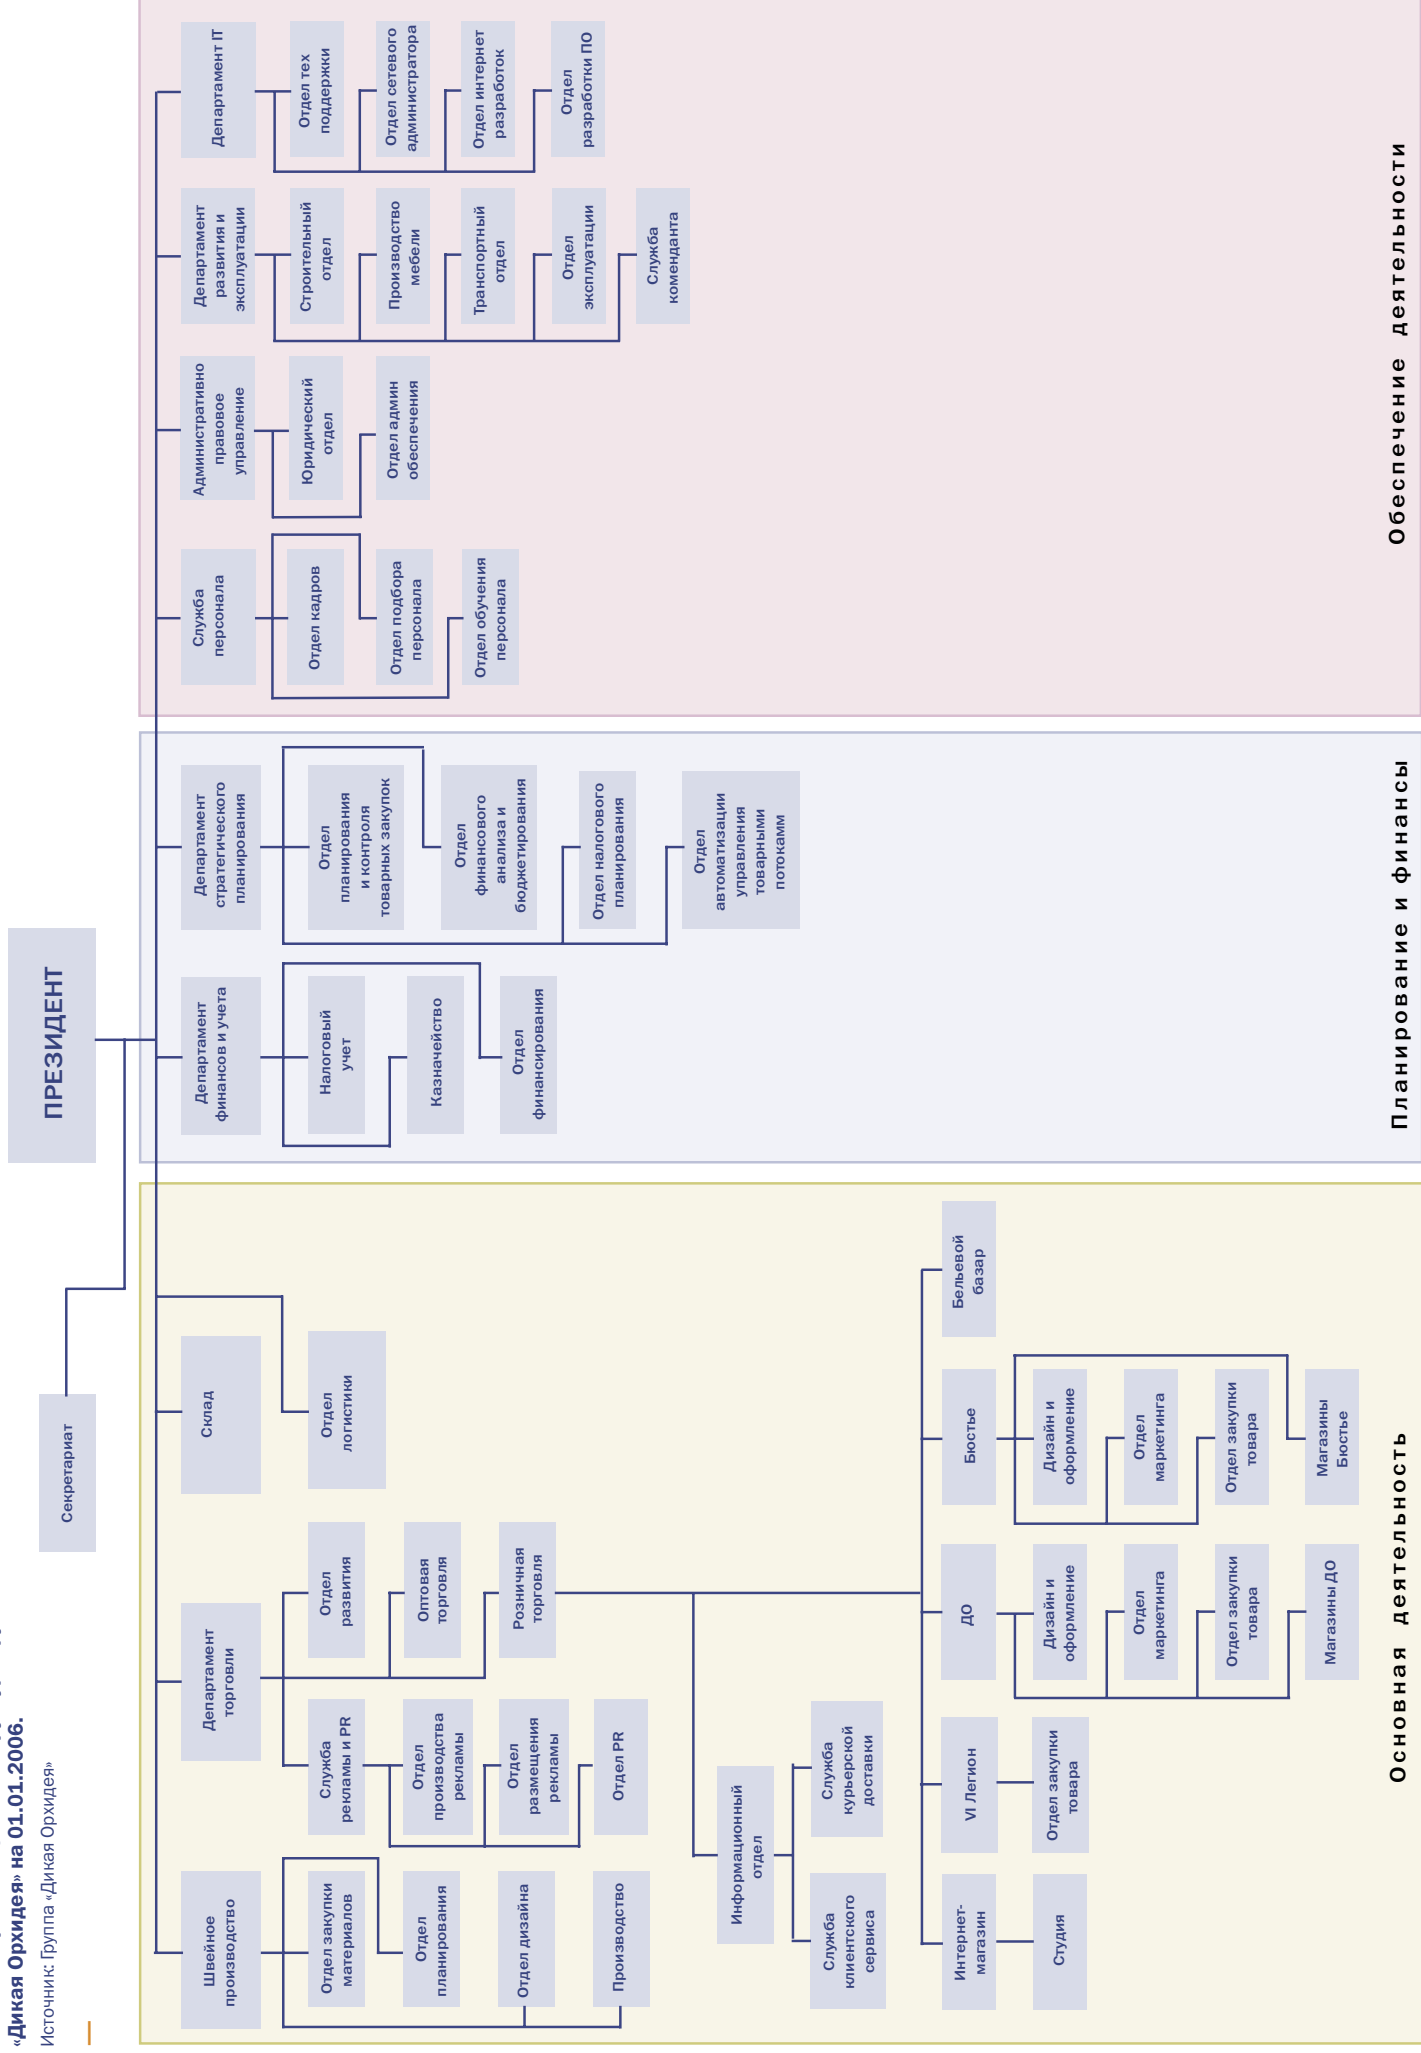 «Дикая Орхидея» на 01.01.2006.
Источник: Группа «Дикая Орхидея»
ПРЕЗИДЕНТ
Секретариат
Швейное
производство
Отдел закупки
материалов
Отдел
планирования
Отдел дизайна
Производство
Департамент
торговли
Служба
рекламы и PR
Отдел
производства
рекламы
Отдел
размещения
рекламы
Отдел PR
Отдел
развития
Оптовая
торговля
Розничная
торговля
Информационный
отдел
Служба
клиентского
сервиса
Служба
курьерской
доставки
Интернет-
магазин
Студия
VI Легион
Отдел закупки
товара
ДО
Дизайн и
оформление
Отдел
маркетинга
Отдел закупки
товара
Магазины ДО
Бюстье
Дизайн и
оформление
Отдел
маркетинга
Отдел закупки
товара
Магазины
Бюстье
Бельевой
базар
Склад
Отдел
логистики
Основная деятельность
Департамент
финансов и учета
Налоговый
учет
Казначейство
Отдел
финансирования
Департамент
стратегического
планирования
Отдел
планирования
и контроля
товарных закупок
Отдел
финансового
анализа и
бюджетирования
Отдел налогового
планирования
Отдел
автоматизации
управления
товарными
потокамм
Планирование и финансы
Служба
персонала
Отдел кадров
Отдел подбора
персонала
Отдел обучения
персонала
Административно
правовое
управление
Юридический
отдел
Отдел админ
обеспечения
Департамент
развития и
эксплуатации
Строительный
отдел
Производство
мебели
Транспортный
отдел
Отдел
эксплуатации
Служба
коменданта
Департамент IT
Отдел тех
поддержки
Отдел сетевого
администратора
Отдел интернет
разработок
Отдел
разработки ПО
Обеспечение деятельности